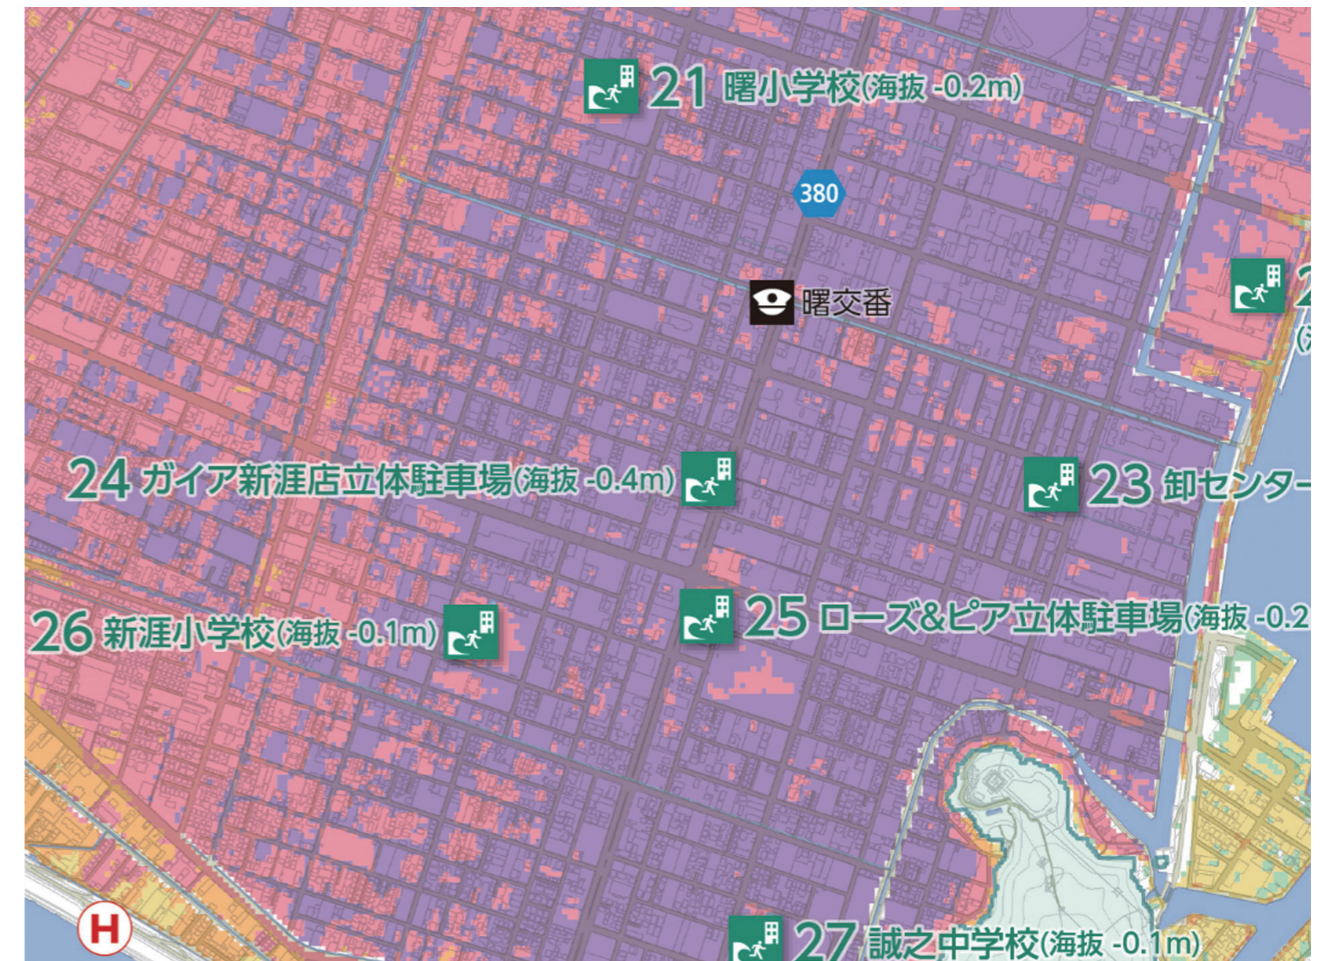 21 曙小学校(海抜 -0.2m)
380
曙交番
24 ガイア新涯店立体駐車場(海抜 -0.4m)
23 卸センター
26 新涯小学校(海抜 -0.1m)
25 ローズ&ピア立体駐車場(海抜 -0.2
H
27 誠之中学校(海抜 -0.1m)